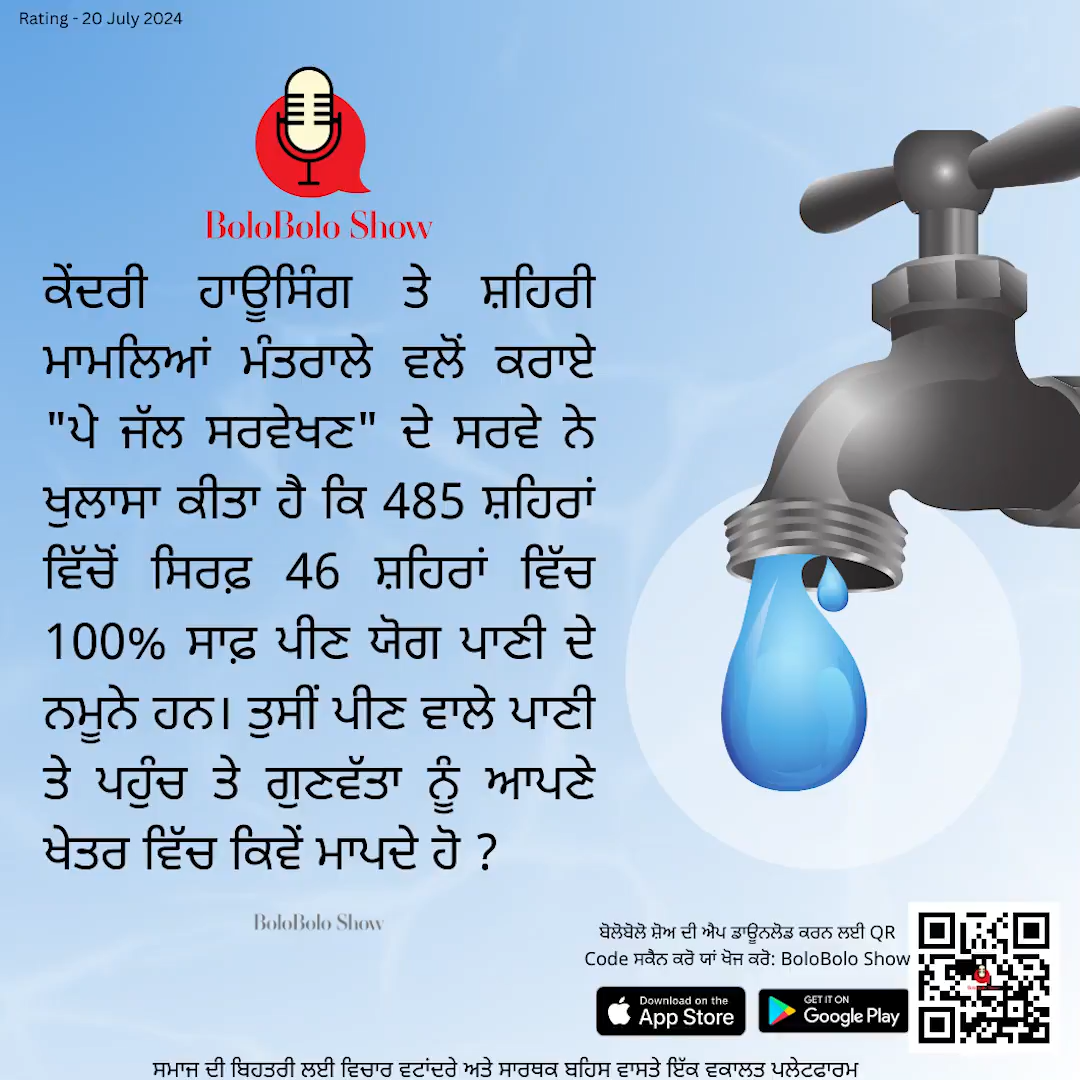 Rating - 20 July 2024
BoloBolo Show
ਕੇਂਦਰੀ ਹਾਊਸਿੰਗ ਤੇ ਸ਼ਹਿਰੀ
ਮਾਮਲਿਆਂ ਮੰਤਰਾਲੇ ਵਲੋਂ ਕਰਾਏ
"ਪੇ ਜੱਲ ਸਰਵੇਖਣ" ਦੇ ਸਰਵੇ ਨੇ
ਖੁਲਾਸਾ ਕੀਤਾ ਹੈ ਕਿ 485 ਸ਼ਹਿਰਾਂ
ਵਿੱਚੋਂ ਸਿਰਫ਼ 46 ਸ਼ਹਿਰਾਂ ਵਿੱਚ
100% ਸਾਫ਼ ਪੀਣ ਯੋਗ ਪਾਣੀ ਦੇ
ਨਮੂਨੇ ਹਨ। ਤੁਸੀਂ ਪੀਣ ਵਾਲੇ ਪਾਣੀ
ਤੇ ਪਹੁੰਚ ਤੇ ਗੁਣਵੱਤਾ ਨੂੰ ਆਪਣੇ
ਖੇਤਰ ਵਿੱਚ ਕਿਵੇਂ ਮਾਪਦੇ ਹੋ ?
BoloBolo Show
ਬੋਲੋਬੋਲੋ ਸ਼ੋਅ ਦੀ ਐਪ ਡਾਊਨਲੋਡ ਕਰਨ ਲਈ QR
Code ਸਕੈਨ ਕਰੋ ਯਾਂ ਖੋਜ ਕਰੋ: BoloBolo Show
Download on the
App Store
GET IT ON
Google Play
ਸਮਾਜ ਦੀ ਬਿਹਤਰੀ ਲਈ ਵਿਚਾਰ ਵਟਾਂਦਰੇ ਅਤੇ ਸਾਰਥਕ ਬਹਿਸ ਵਾਸਤੇ ਇੱਕ ਵਕਾਲਤ ਪਲੇਟਫਾਰਮ